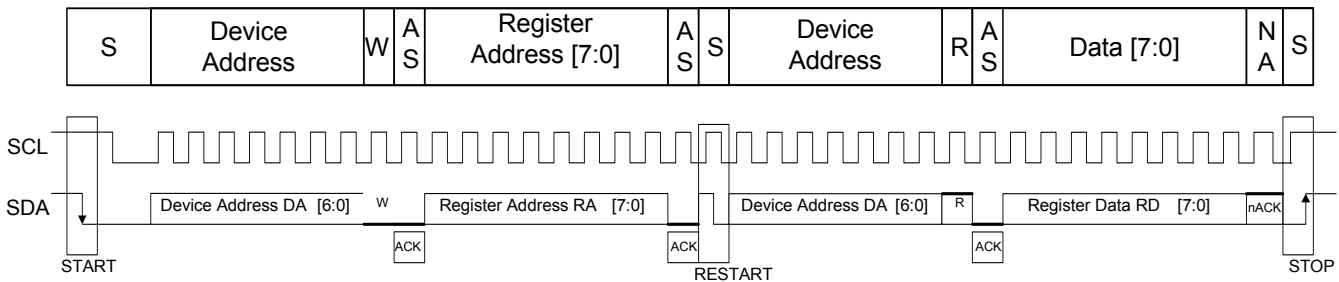 S Device Address W A S Register Address [7:0] A S S Device Address R A S Data [7:0] N A S
SCL
SDA Device Address DA [6:0] W Register Address RA [7:0] Device Address DA [6:0] R Register Data RD [7:0] nACK
ACK ACK ACK
START RESTART STOP